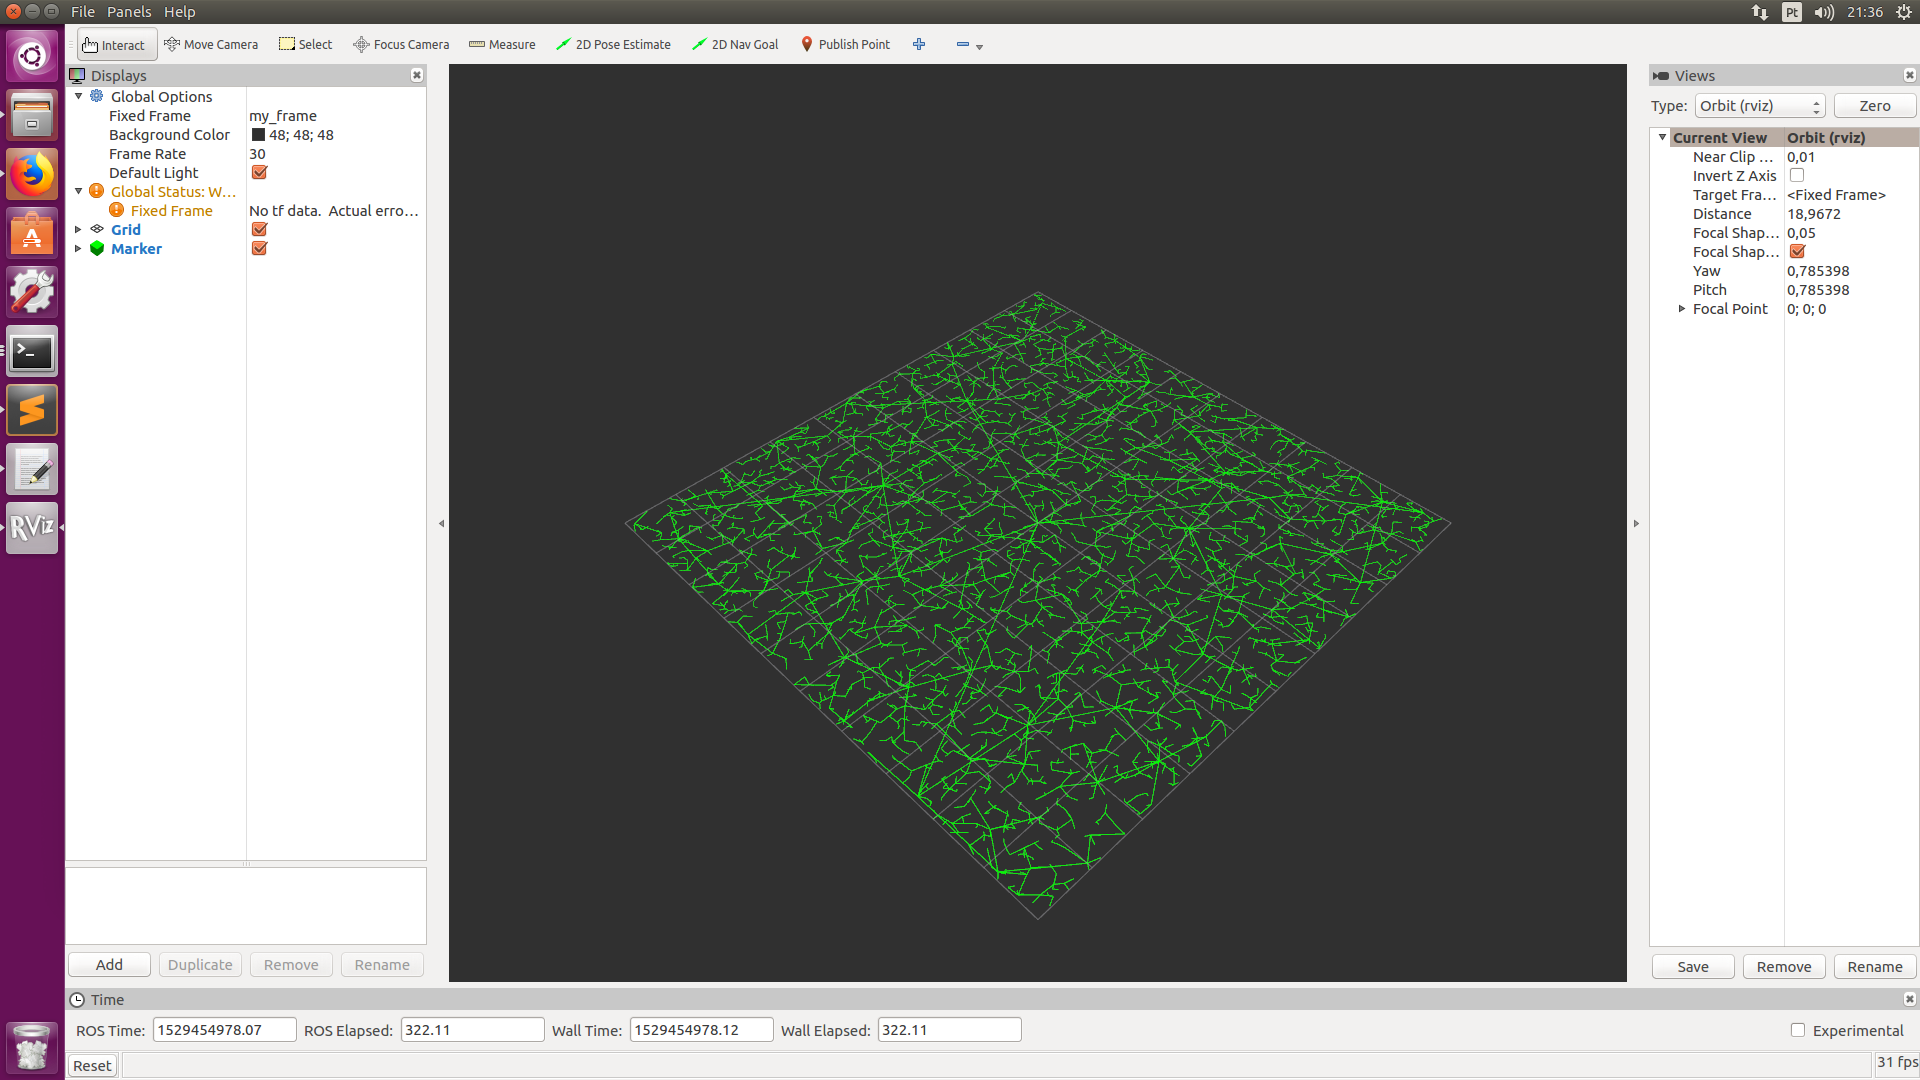 File Panels Help
Pt 21:36
Interact Move Camera Select Focus Camera Measure 2D Pose Estimate 2D Nav Goal Publish Point
Displays
Global Options
Fixed Frame my_frame
Background Color 48; 48; 48
Frame Rate 30
Default Light
Global Status: W...
Fixed Frame No tf data. Actual erro...
Grid
Marker
Add Duplicate Remove Rename
Views
Type: Orbit (rviz) Zero
Current View Orbit (rviz)
Near Clip ... 0,01
Invert Z Axis
Target Fra... <Fixed Frame>
Distance 18,9672
Focal Shap... 0,05
Focal Shap...
Yaw 0,785398
Pitch 0,785398
Focal Point 0; 0; 0
Save Remove Rename
RViz
Time
ROS Time: 1529454978.07 ROS Elapsed: 322.11 Wall Time: 1529454978.12 Wall Elapsed: 322.11 Experimental
Reset 31 fps